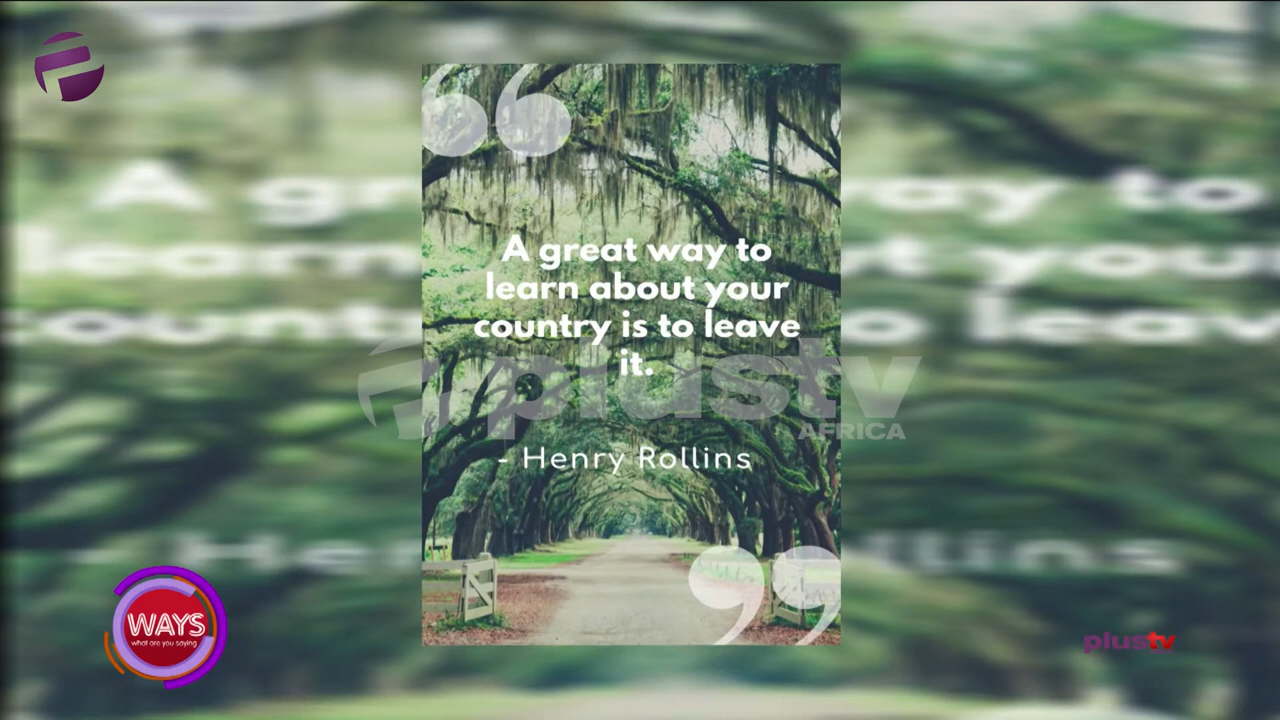 A great way to
learn about your
country is to leave
it.
plustv
AFRICA
- Henry Rollins
WAYS
what are you saying
plustv